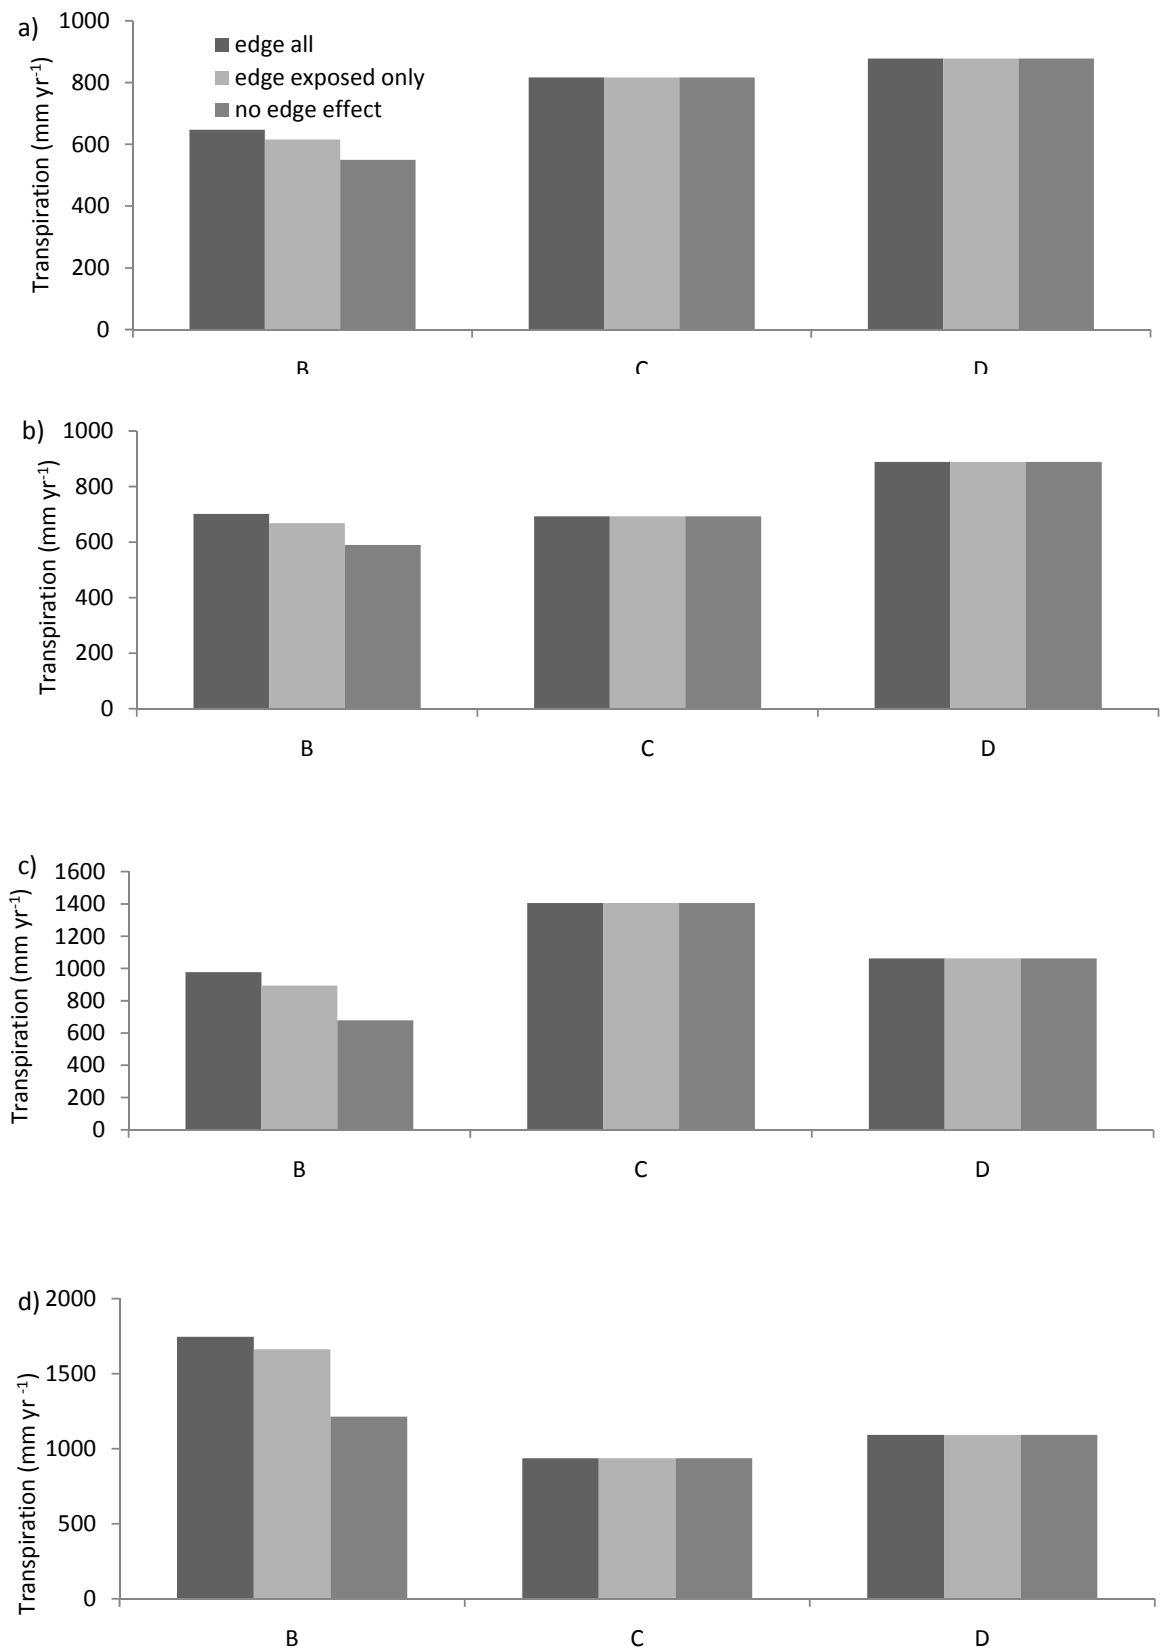 a)
1000
800
600
400
200
0
Transpiration (mm yr-1)
edge all
edge exposed only
no edge effect
B C D
b)
1000
800
600
400
200
0
Transpiration (mm yr-1)
B C D
c)
1600
1400
1200
1000
800
600
400
200
0
Transpiration (mm yr-1)
B C D
d)
2000
1500
1000
500
0
Transpiration (mm yr -1)
B C D